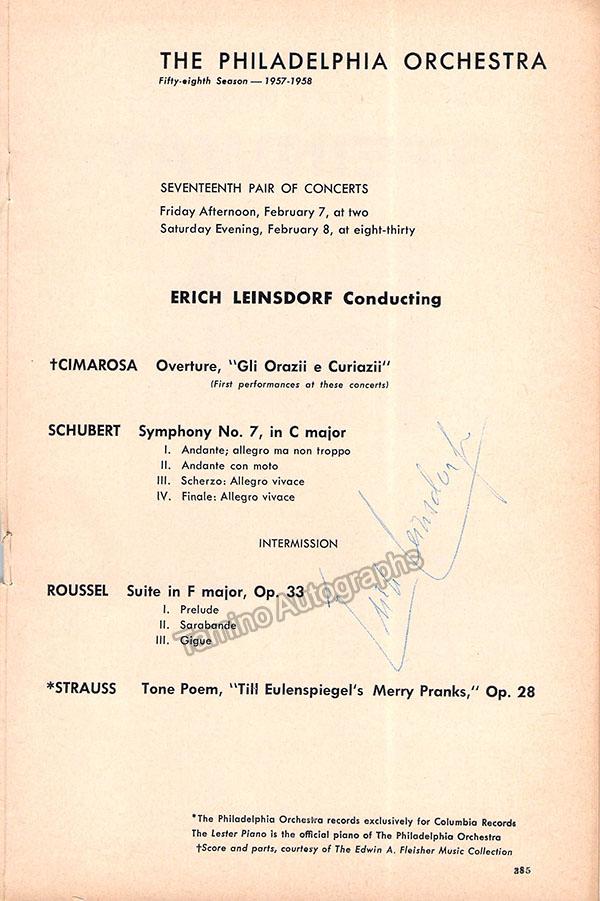 THE PHILADELPHIA ORCHESTRA
Fifty-eighth Season — 1957-1958
SEVENTEENTH PAIR OF CONCERTS
Friday Afternoon, February 7, at two
Saturday Evening, February 8, at eight-thirty
ERICH LEINSDORF Conducting
†CIMAROSA Overture, "Gli Orazii e Curiazii"
(First performances at these concerts)
SCHUBERT Symphony No. 7, in C major
I. Andante; allegro ma non troppo
II. Andante con moto
III. Scherzo: Allegro vivace
IV. Finale: Allegro vivace
Erich Leinsdorf
INTERMISSION
ROUSSEL Suite in F major, Op. 33
I. Prelude
II. Sarabande
III. Gigue
Tamino Autographs
*STRAUSS Tone Poem, "Till Eulenspiegel's Merry Pranks," Op. 28
*The Philadelphia Orchestra records exclusively for Columbia Records
The Lester Piano is the official piano of The Philadelphia Orchestra
†Score and parts, courtesy of The Edwin A. Fleisher Music Collection
385